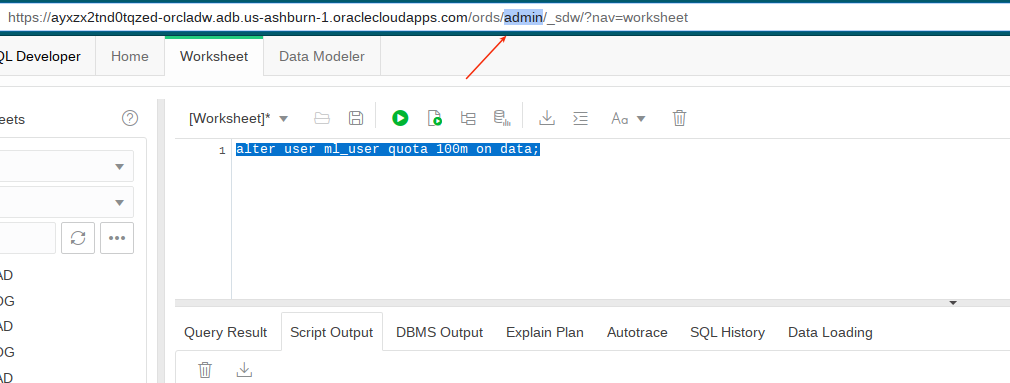 https://ayxzx2tnd0tqzed-orcladw.adb.us-ashburn-1.oraclecloudapps.com/ords/admin/_sdw/?nav=worksheet
QL Developer Home Worksheet Data Modeler
eets
[Worksheet]* Aa
1 alter user ml_user quota 100m on data;
AD
OG
AD
OG
AD
Query Result Script Output DBMS Output Explain Plan Autotrace SQL History Data Loading